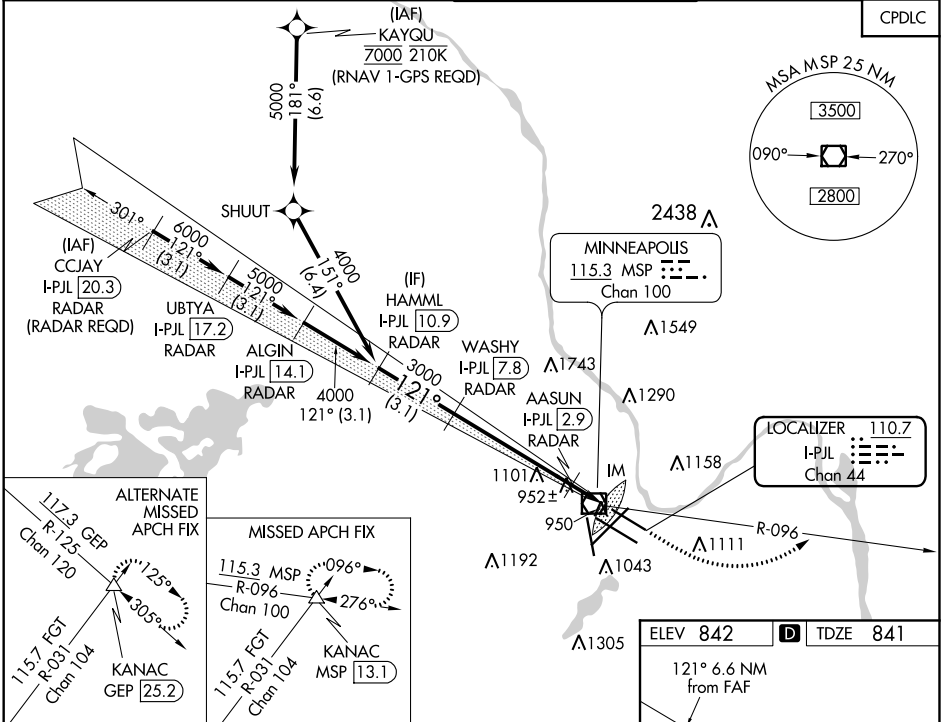 CPDLC
(IAF)
KAYQU
7000 210K
(RNAV 1-GPS REQD)
5000
181°
(6.6)
MSA MSP 25 NM
3500
090°
270°
2800
SHUUT
4000
151°
(6.4)
301°
6000
121°
(3.1)
(IAF)
CCJAY
I-PJL 20.3
RADAR
(RADAR REQD)
5000
121°
(3.1)
UBTYA
I-PJL 17.2
RADAR
ALGIN
I-PJL 14.1
RADAR
4000
121° (3.1)
(IF)
HAMML
I-PJL 10.9
RADAR
3000
121°
(3.1)
WASHY
I-PJL 7.8
RADAR
AASUN
I-PJL 2.9
RADAR
2438
MINNEAPOLIS
115.3 MSP
Chan 100
1549
1743
1290
1158
LOCALIZER 110.7
I-PJL
Chan 44
1101
952±
950
IM
R-096
1111
1192
1043
1305
ALTERNATE
MISSED
APCH FIX
117.3 GEP
R-125
Chan 120
125°
305°
115.7 FGT
R-031
Chan 104
KANAC
GEP 25.2
MISSED APCH FIX
115.3 MSP
R-096
Chan 100
096°
276°
115.7 FGT
R-031
Chan 104
KANAC
MSP 13.1
ELEV 842 D TDZE 841
121° 6.6 NM
from FAF